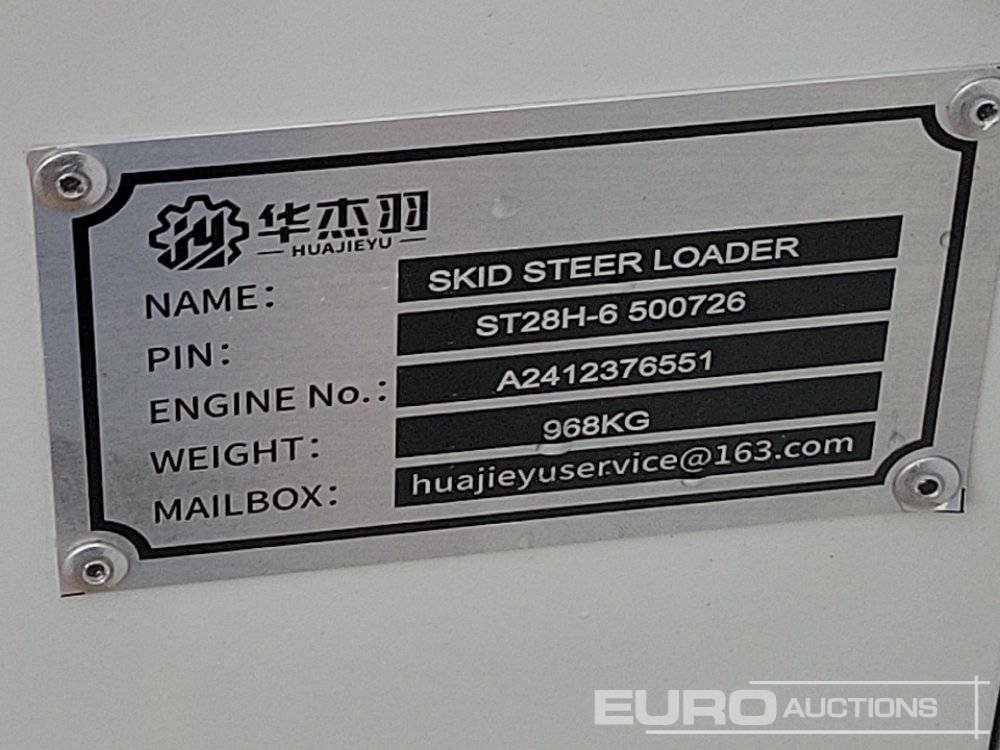 华杰羽
HUAJIEYU
NAME: SKID STEER LOADER
PIN: ST28H-6 500726
ENGINE No.: A2412376551
WEIGHT: 968KG
MAILBOX: huajieyuservice@163.com
EURO AUCTIONS